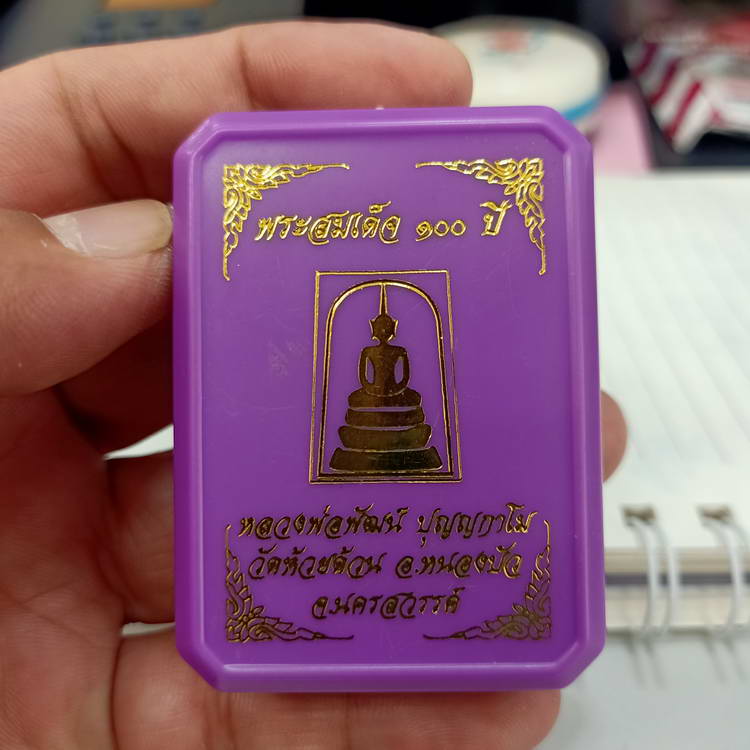 พระสมเด็จ ๑๐๐ ปี
หลวงพ่อพัฒน์ ปุญญกาโม
วัดห้วยด้วน อ.หนองบัว
จ.นครสวรรค์